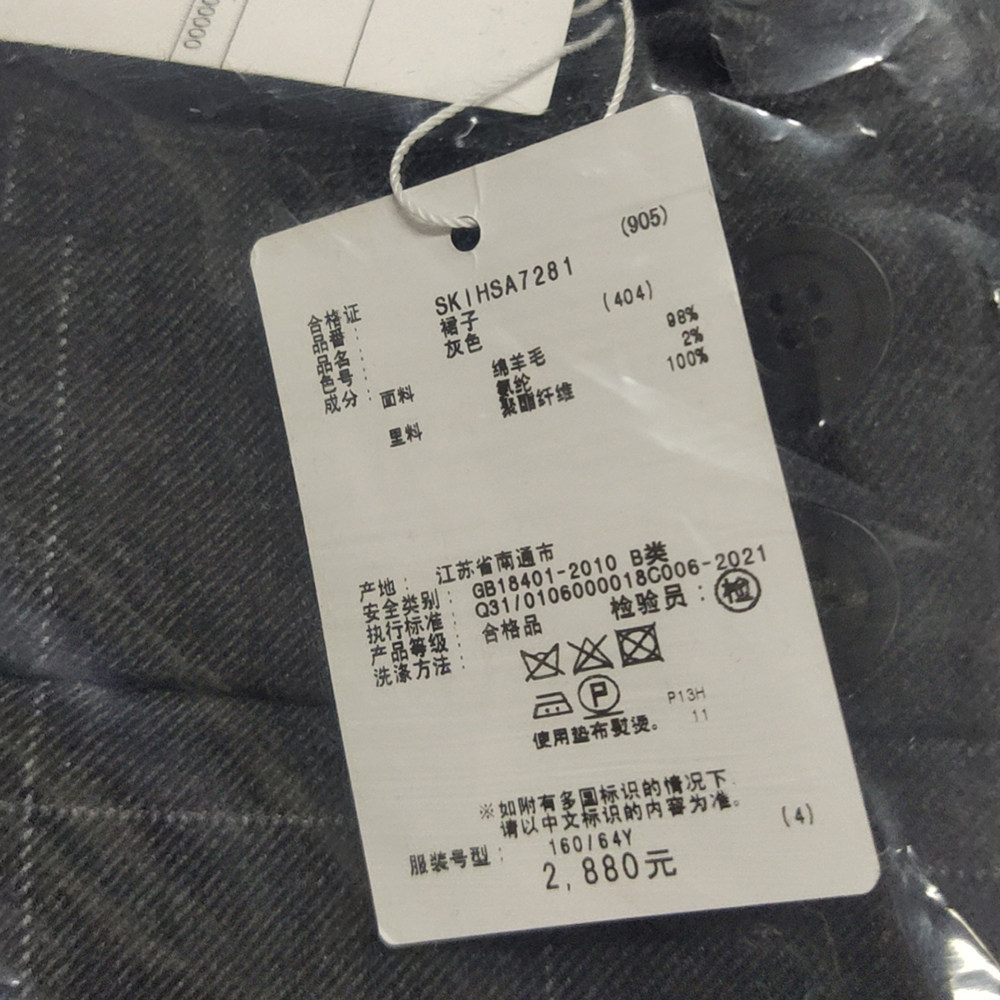 00000
(905)
合格证
品番 : SKIHSA7281
品名 : 裙子 (404)
色号 : 灰色
成分 : 面料 绵羊毛 98%
氨纶 2%
里料 聚酯纤维 100%
产地 : 江苏省南通市
安全类别 : GB18401-2010 B类
执行标准 : Q31/0106000018C006-2021
产品等级 : 合格品 检验员 : 检
洗涤方法 :
P
P13H
11
使用垫布熨烫。
※如附有多国标识的情况下
请以中文标识的内容为准。
(4)
服装号型 : 160/64Y
2,880元